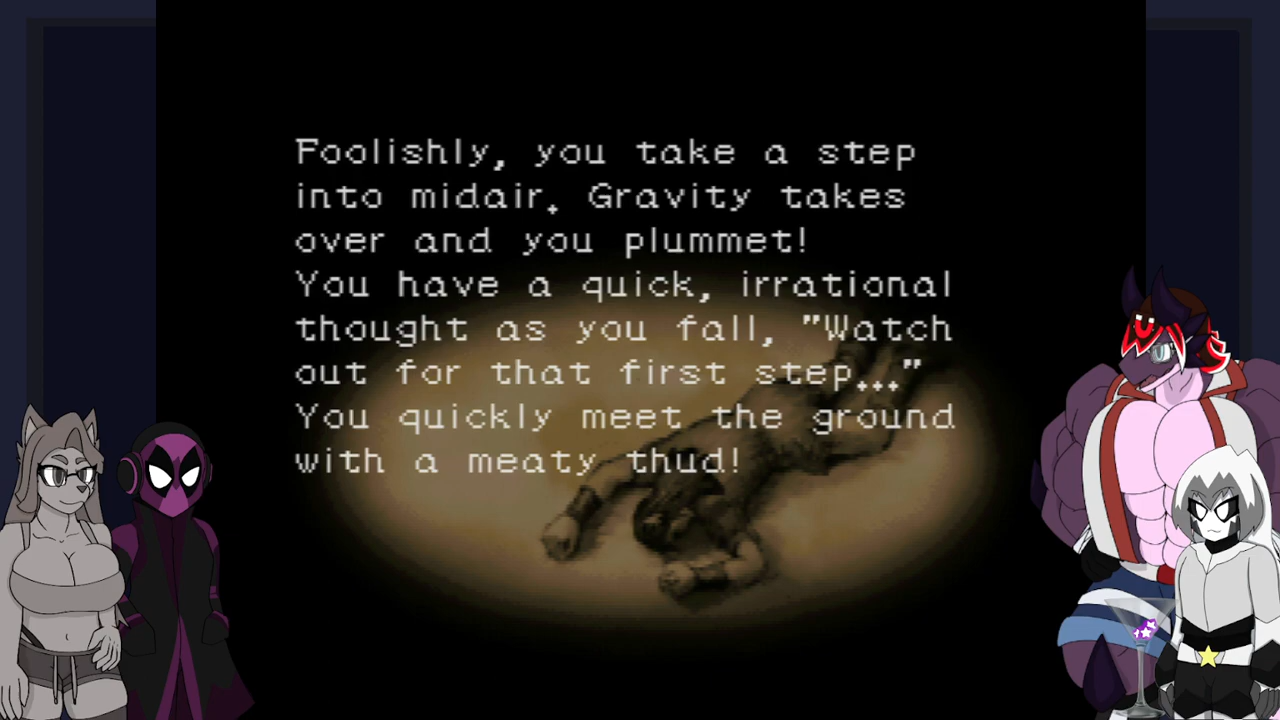 Foolishly, you take a step
into midair. Gravity takes
over and you plummet!
You have a quick, irrational
thought as you fall, "Watch
out for that first step..."
You quickly meet the ground
with a meaty thud!